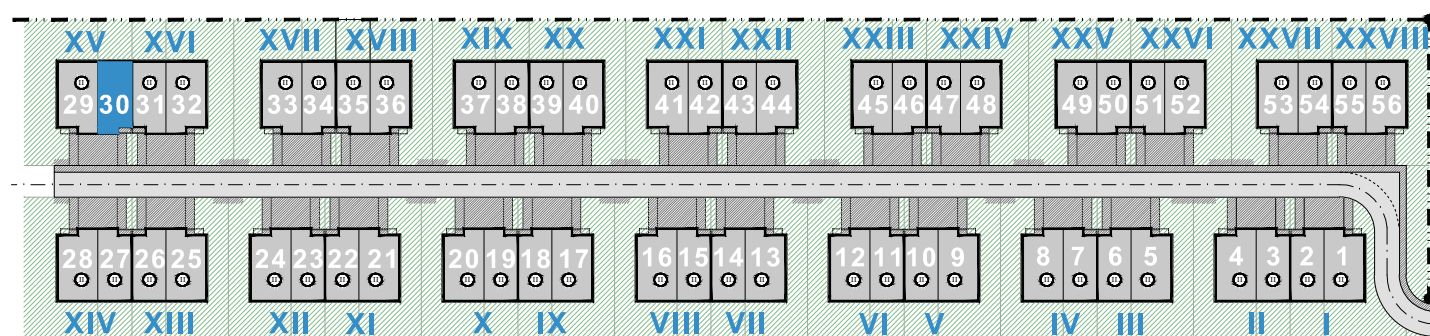 XV XVI XVII XVIII XIX XX XXI XXII XXIII XXIV XXV XXVI XXVII XXVIII
29 30 31 32 33 34 35 36 37 38 39 40 41 42 43 44 45 46 47 48 49 50 51 52 53 54 55 56
28 27 26 25 24 23 22 21 20 19 18 17 16 15 14 13 12 11 10 9 8 7 6 5 4 3 2 1
XIV XIII XII XI X IX VIII VII VI V IV III II I